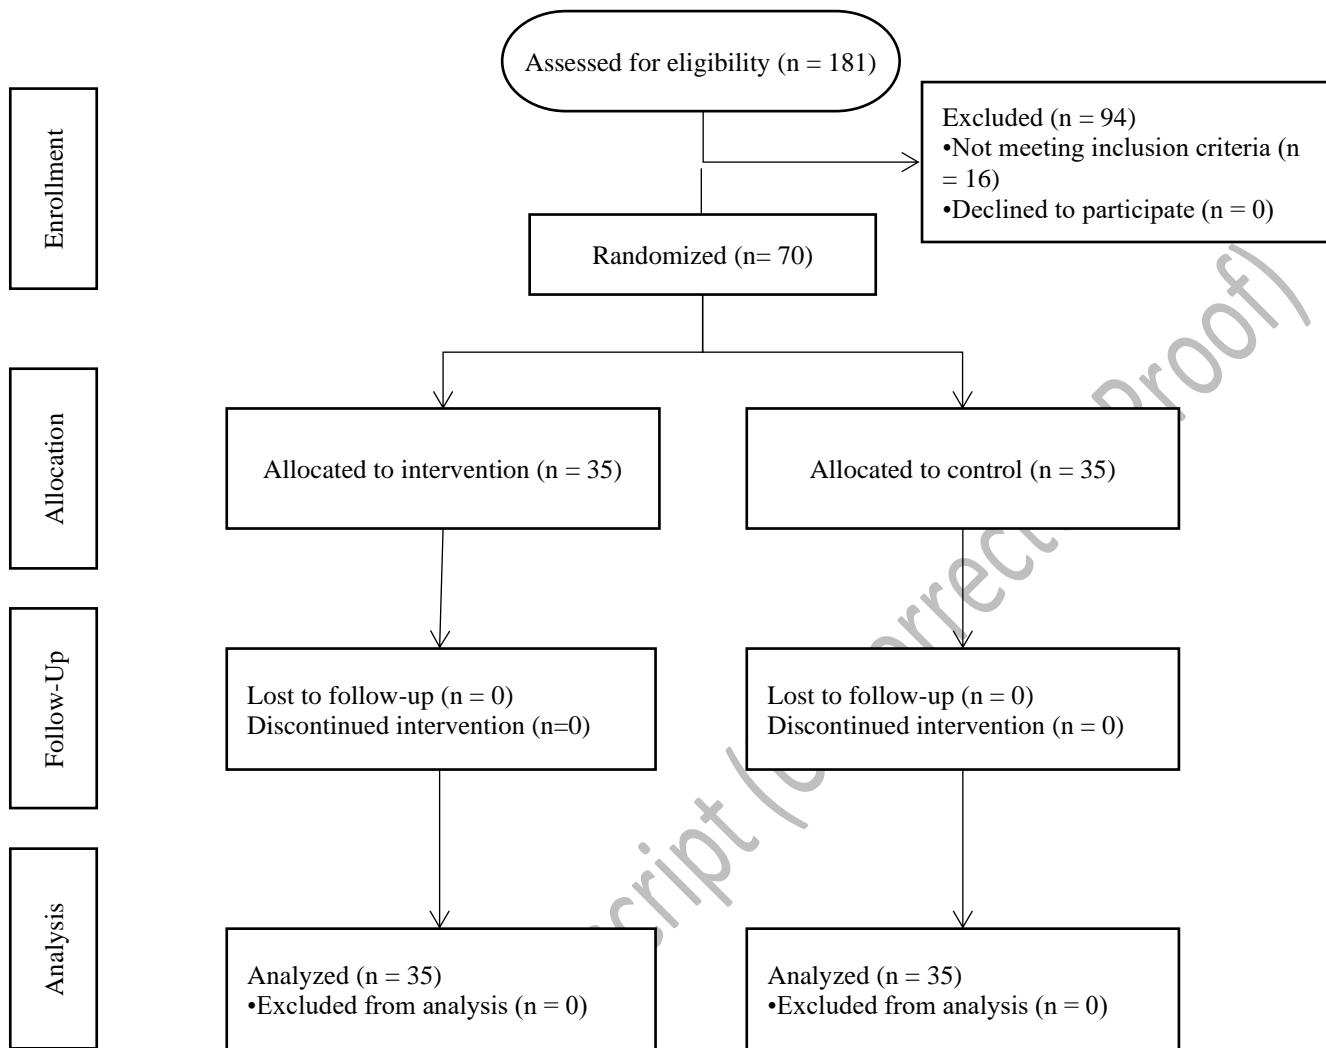 Assessed for eligibility (n = 181)
Enrollment
Excluded (n = 94)
•Not meeting inclusion criteria (n
= 16)
•Declined to participate (n = 0)
Randomized (n= 70)
Allocation
Allocated to intervention (n = 35)
Allocated to control (n = 35)
Follow-Up
Lost to follow-up (n = 0)
Discontinued intervention (n=0)
Lost to follow-up (n = 0)
Discontinued intervention (n = 0)
Analysis
Analyzed (n = 35)
•Excluded from analysis (n = 0)
Analyzed (n = 35)
•Excluded from analysis (n = 0)
Proof)